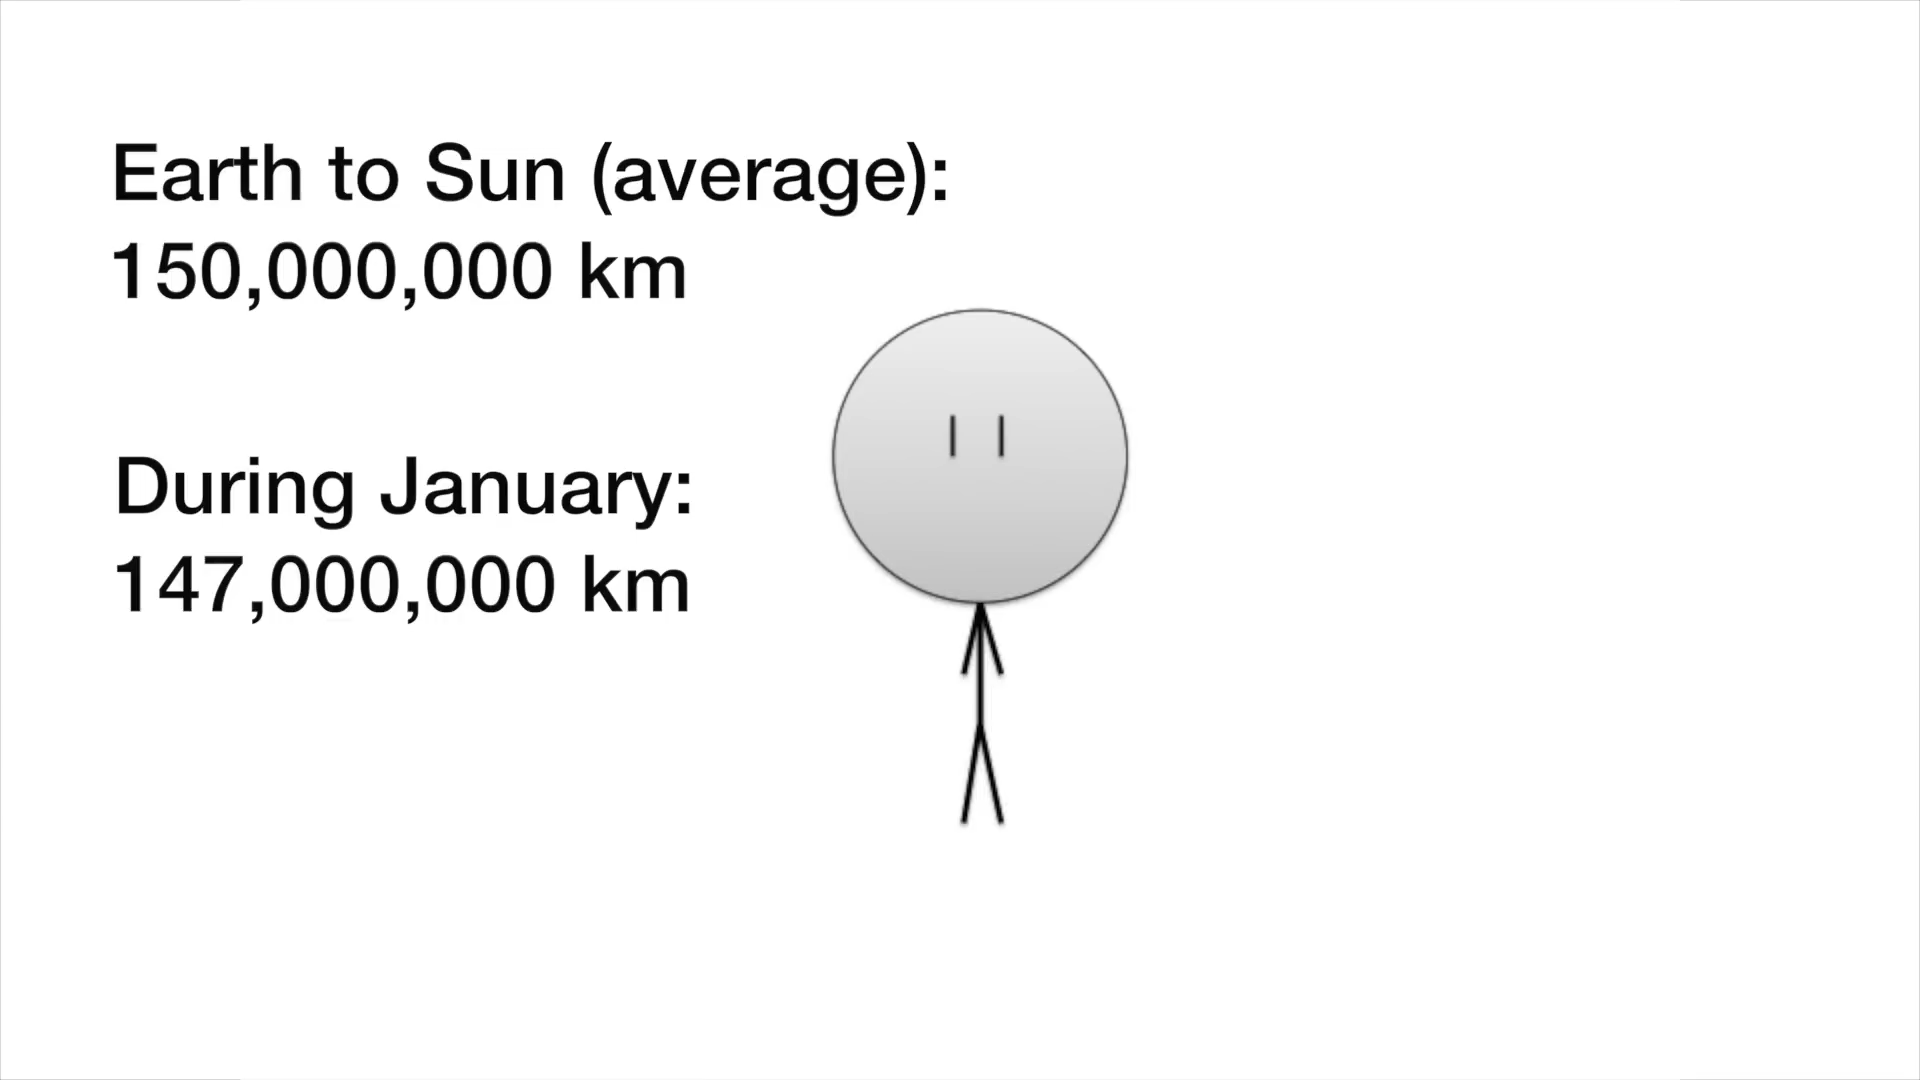 Earth to Sun (average):
150,000,000 km
During January:
147,000,000 km